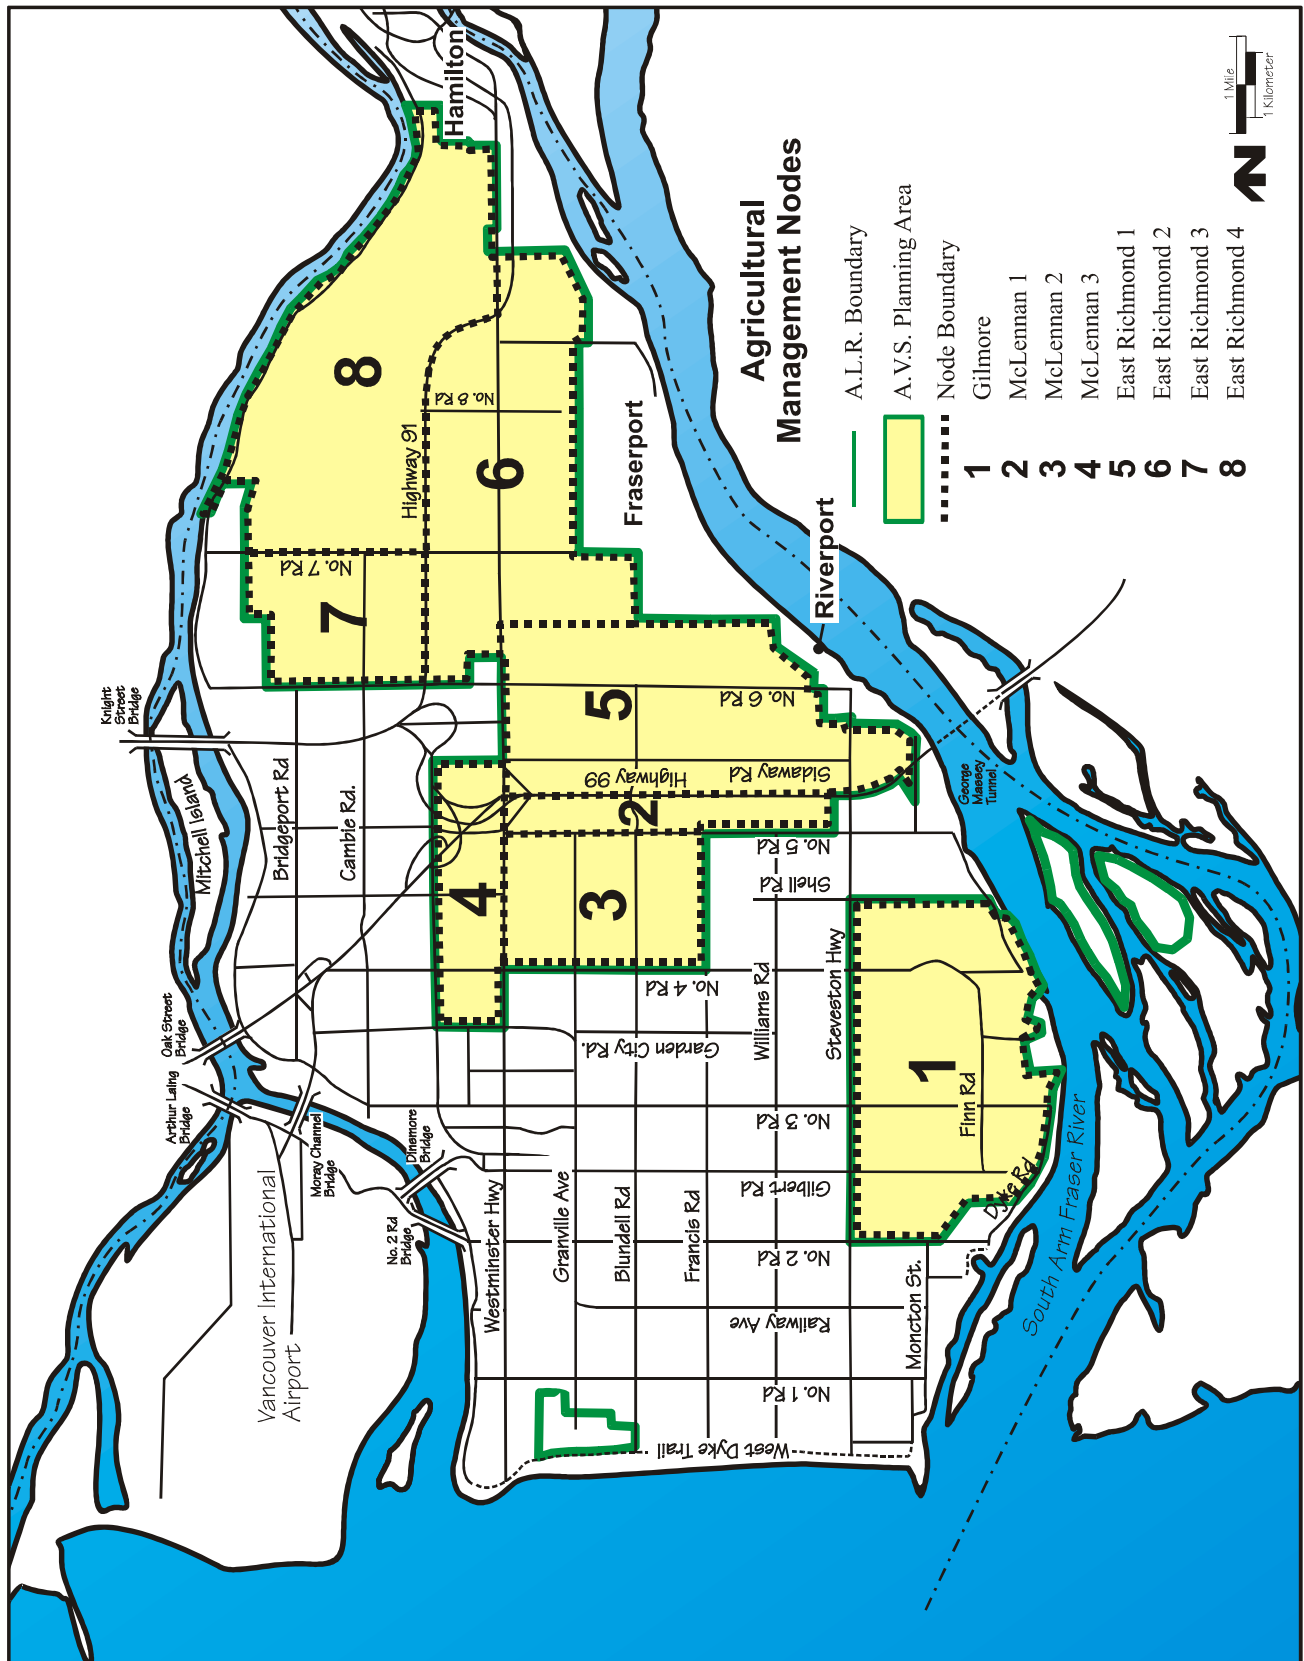 Agricultural
Management Nodes
A.L.R. Boundary
A.V.S. Planning Area
Node Boundary
1 Gilmore
2 McLennan 1
3 McLennan 2
4 McLennan 3
5 East Richmond 1
6 East Richmond 2
7 East Richmond 3
8 East Richmond 4
N
1 Mile
1 Kilometer
Vancouver International
Airport
Arthur Laing
Bridge
Oak Street
Bridge
Moray Channel
Bridge
No. 2 Rd
Bridge
Dinsmore
Bridge
Knight
Street
Bridge
Mitchell Island
Bridgeport Rd
Cambie Rd.
Westminster Hwy
Granville Ave
Blundell Rd
Francis Rd
Williams Rd
Steveston Hwy
Moncton St.
Finn Rd
Dyke Rd
West Dyke Trail
No. 1 Rd
Railway Ave
No. 2 Rd
Gilbert Rd
No. 3 Rd
Garden City Rd.
No. 4 Rd
Shell Rd
No. 5 Rd
Sidaway Rd
Highway 99
No. 6 Rd
No. 7 Rd
No. 8 Rd
Highway 91
Hamilton
Fraserport
Riverport
George
Massey
Tunnel
South Arm Fraser River
1
2
3
4
5
6
7
8